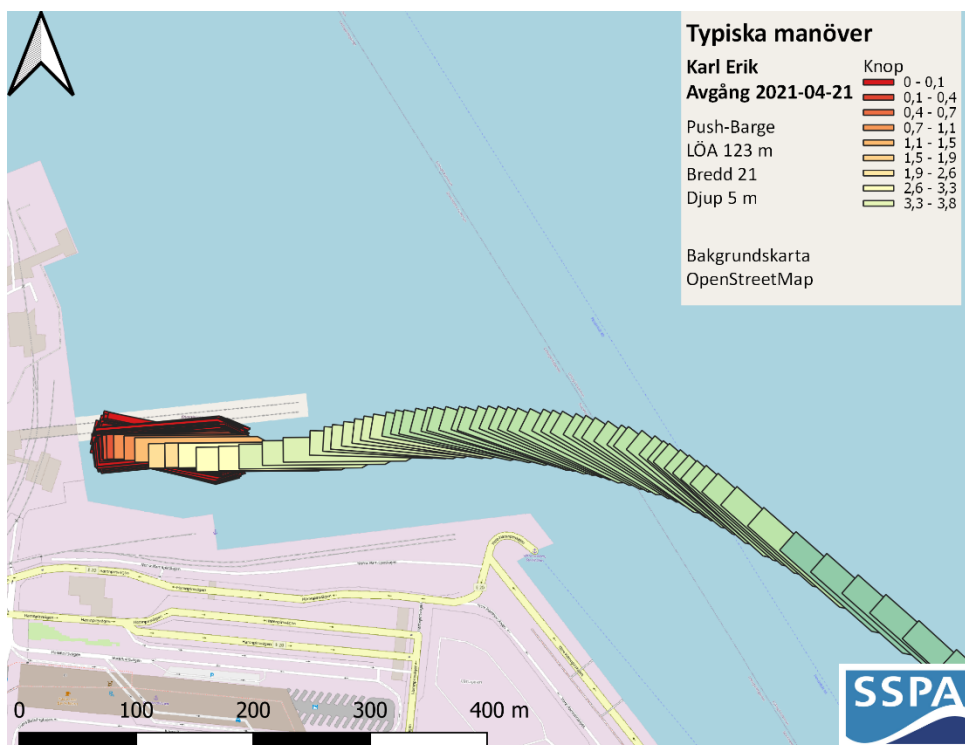 Typiska manöver
Karl Erik
Avgång 2021-04-21
Push-Barge
LÖA 123 m
Bredd 21
Djup 5 m
Knop
0 - 0,1
0,1 - 0,4
0,4 - 0,7
0,7 - 1,1
1,1 - 1,5
1,5 - 1,9
1,9 - 2,6
2,6 - 3,3
3,3 - 3,8
Bakgrundskarta
OpenStreetMap
0 100 200 300 400 m
SSPA